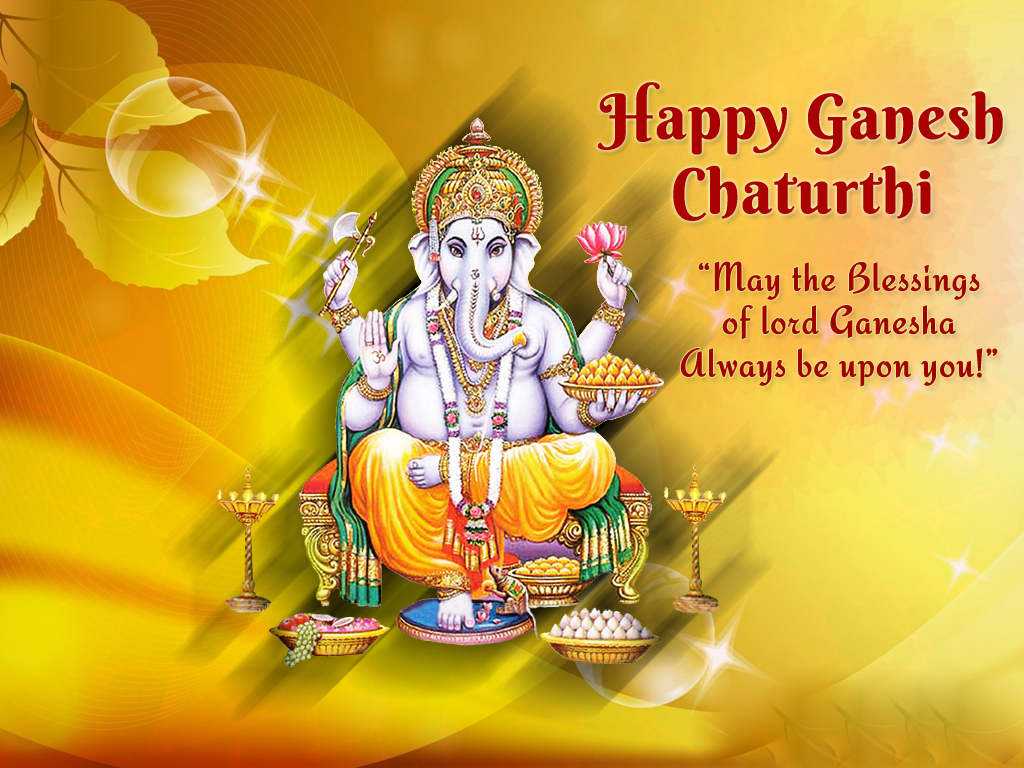 Happy Ganesh
Chaturthi
“May the Blessings
of lord Ganesha
Always be upon you!”
ॐ